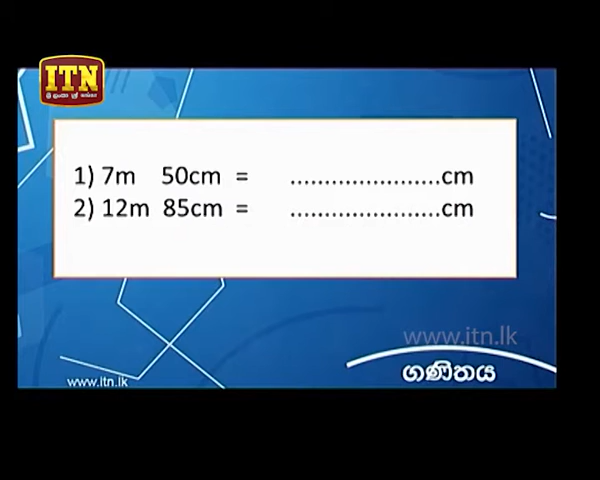 ITN
1) 7m 50cm = ......................cm
2) 12m 85cm = ......................cm
www.itn.lk
www.itn.lk
ගණිතය